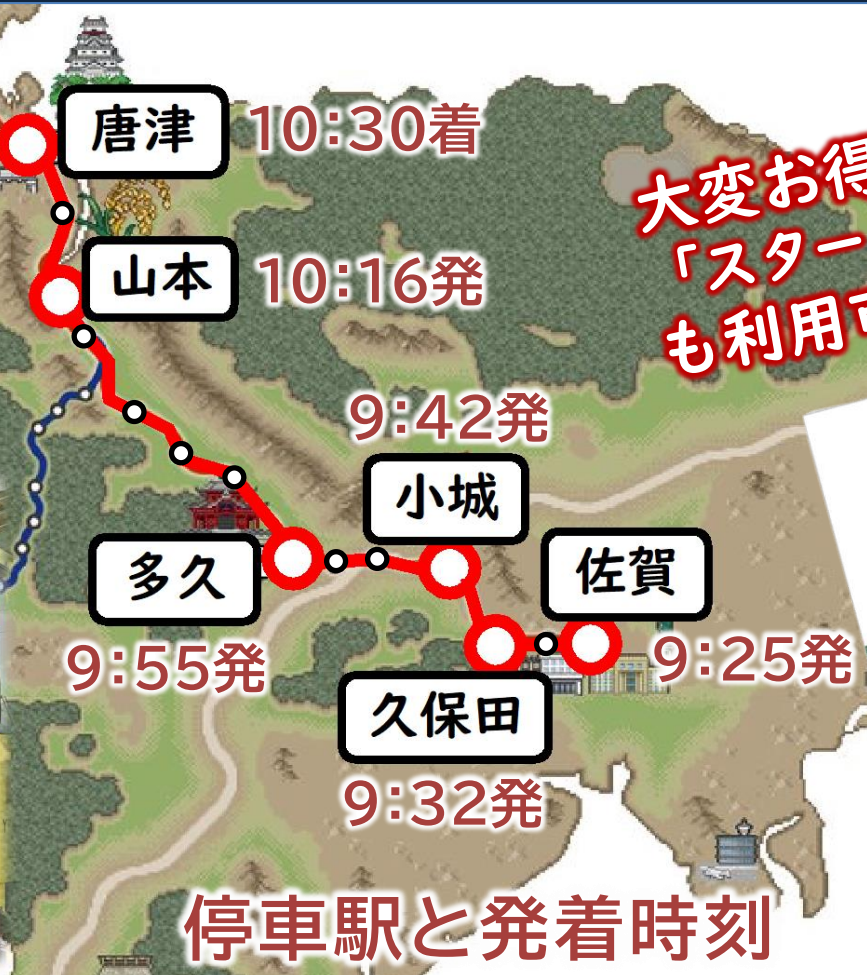 唐津
10:30着
大変お得
「スター
も利用
山本
10:16発
9:42発
小城
多久
9:55発
佐賀
9:25発
久保田
9:32発
停車駅と発着時刻